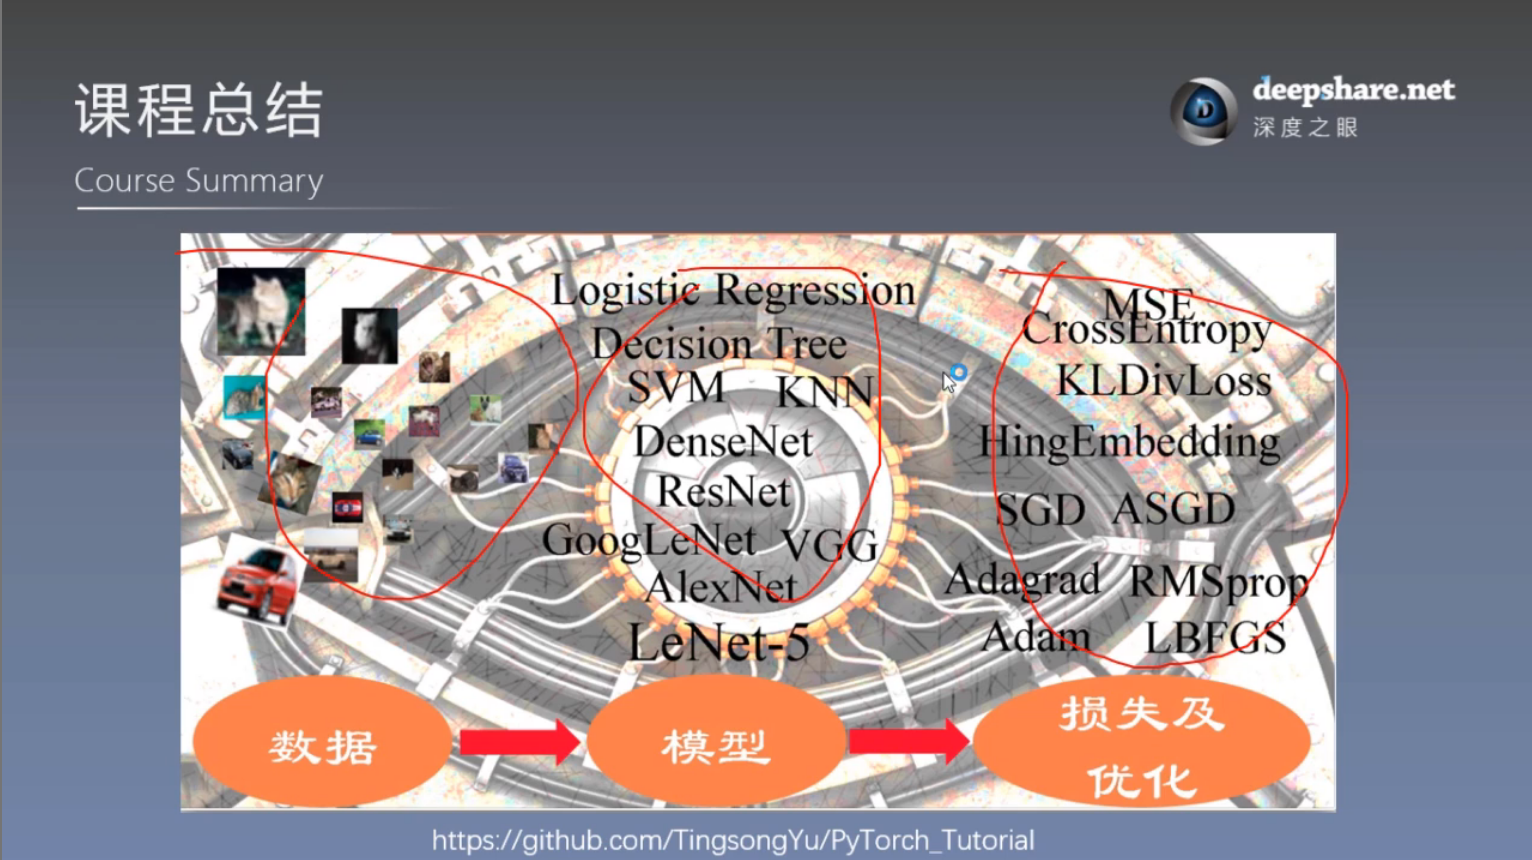 课程总结
Course Summary
deepshare.net
深度之眼
Logistic Regression
Decision Tree
SVM KNN
DenseNet
ResNet
GoogLeNet VGG
AlexNet
LeNet-5
MSE
CrossEntropy
KLDivLoss
HingEmbedding
SGD ASGD
Adagrad RMSprop
Adam LBFGS
数据
模型
损失及
优化
https://github.com/TingsongYu/PyTorch_Tutorial